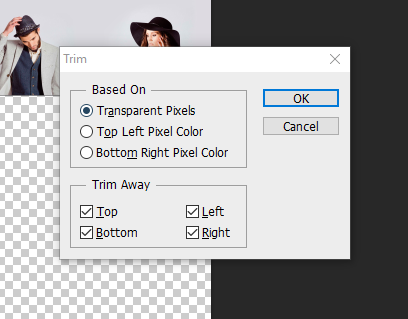 Trim
Based On
Transparent Pixels
OK
Top Left Pixel Color
Cancel
Bottom Right Pixel Color
Trim Away
Top
Left
Bottom
Right